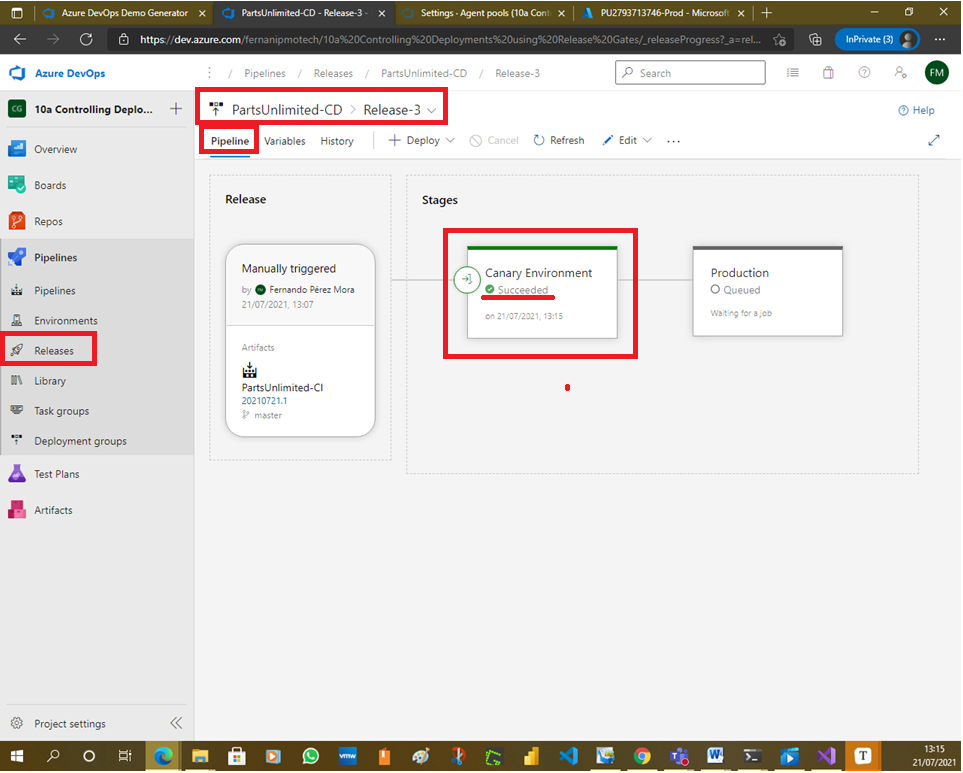 Azure DevOps Demo Generator
PartsUnlimited-CD - Release-3 -
Settings · Agent pools (10a Cont
PU2793713746-Prod - Microsoft
https://dev.azure.com/fernanipmotech/10a%20Controlling%20Deployments%20using%20Release%20Gates/_releaseProgress?_a=rel...
InPrivate (3)
Azure DevOps
/ Pipelines / Releases / PartsUnlimited-CD / Release-3
Search
FM
CG
10a Controlling Deplo...
PartsUnlimited-CD > Release-3
Help
Pipeline
Variables
History
Deploy
Cancel
Refresh
Edit
...
Overview
Boards
Repos
Pipelines
Pipelines
Environments
Releases
Library
Task groups
Deployment groups
Test Plans
Artifacts
Release
Manually triggered
by FM Fernando Pérez Mora
21/07/2021, 13:07
Artifacts
PartsUnlimited-CI
20210721.1
master
Stages
Canary Environment
Succeeded
on 21/07/2021, 13:15
Production
Queued
Waiting for a job
Project settings
vmw
T
13:15
21/07/2021